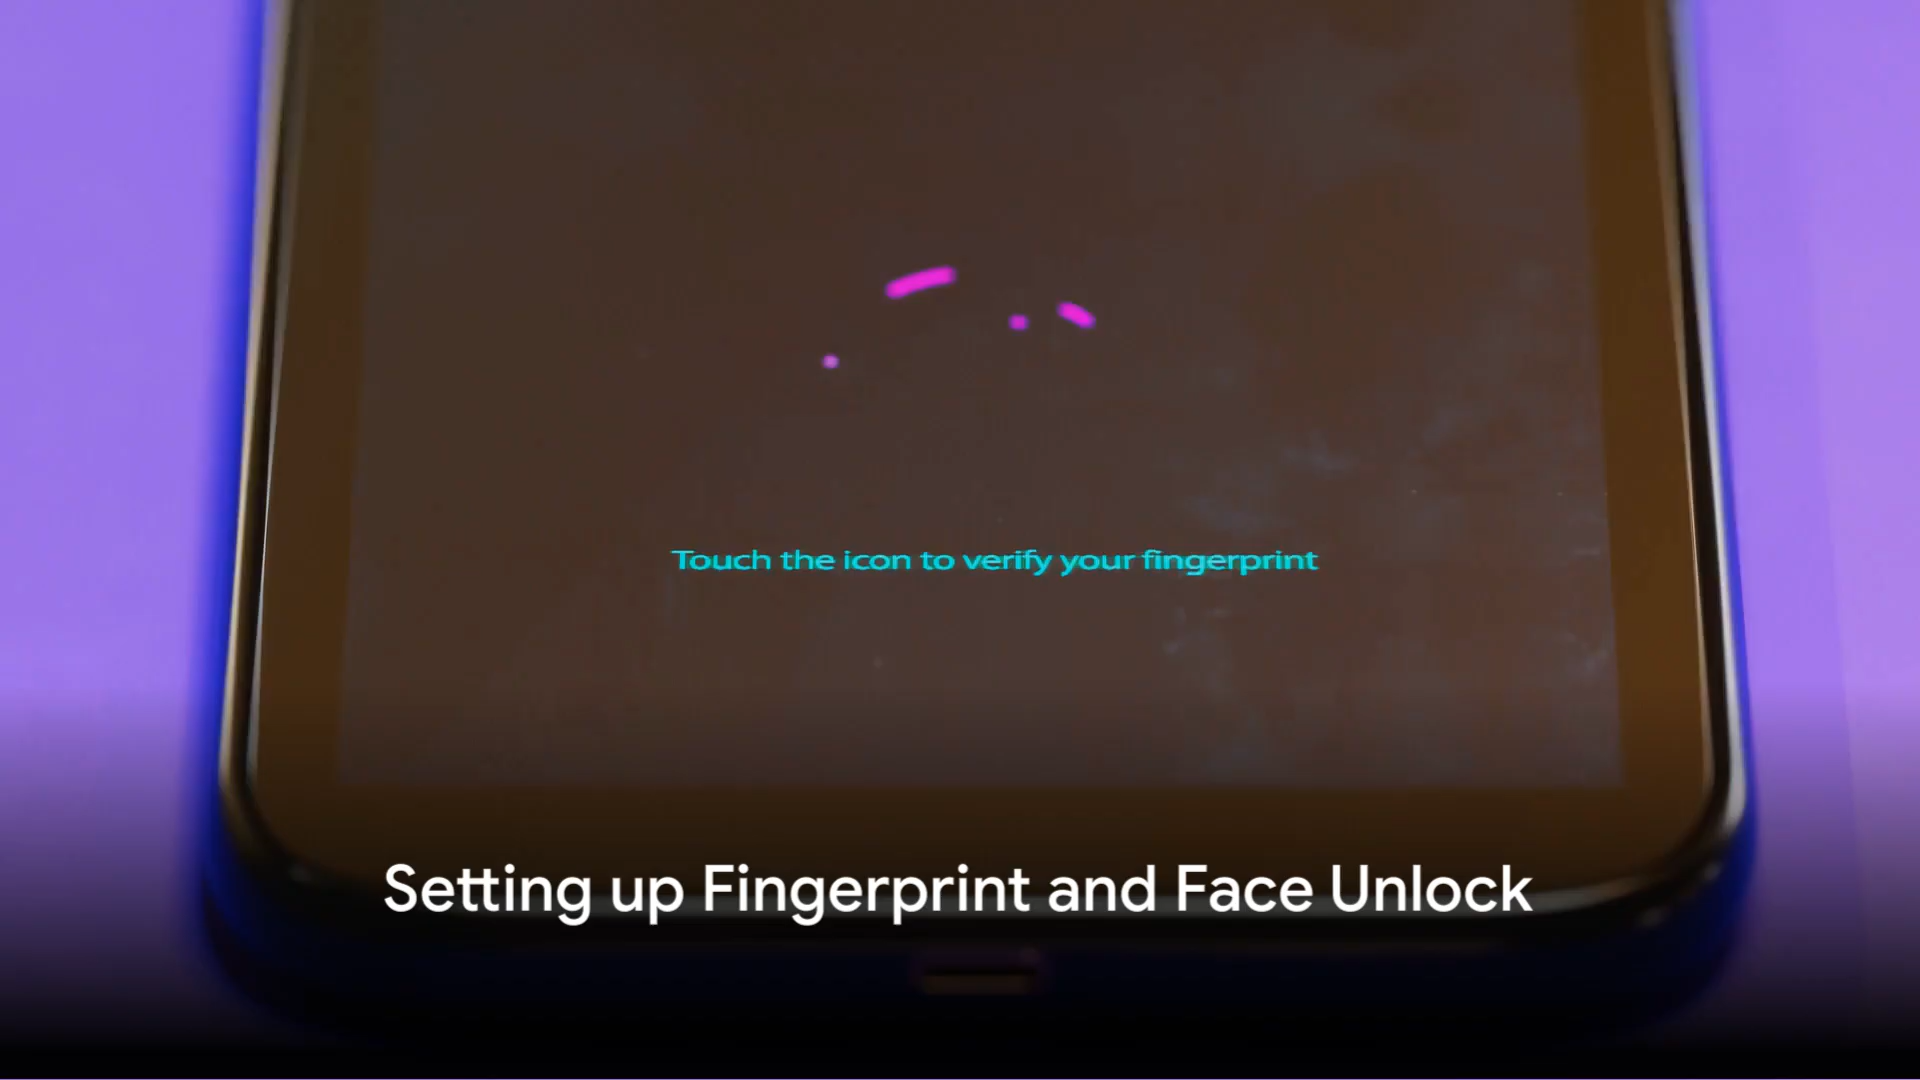 Touch the icon to verify your fingerprint
Setting up Fingerprint and Face Unlock